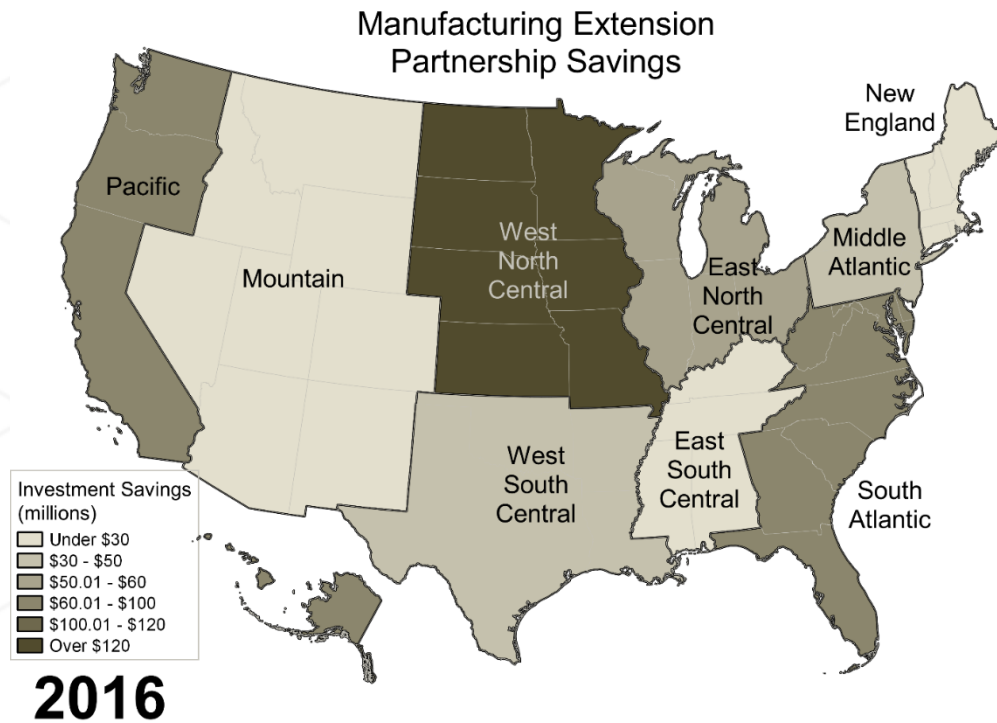 Manufacturing Extension
Partnership Savings
New
England
Pacific
West
North
Central
Middle
Atlantic
Mountain
East
North
Central
West
South
Central
East
South
Central
South
Atlantic
Investment Savings
(millions)
Under $30
$30 - $50
$50.01 - $60
$60.01 - $100
$100.01 - $120
Over $120
2016